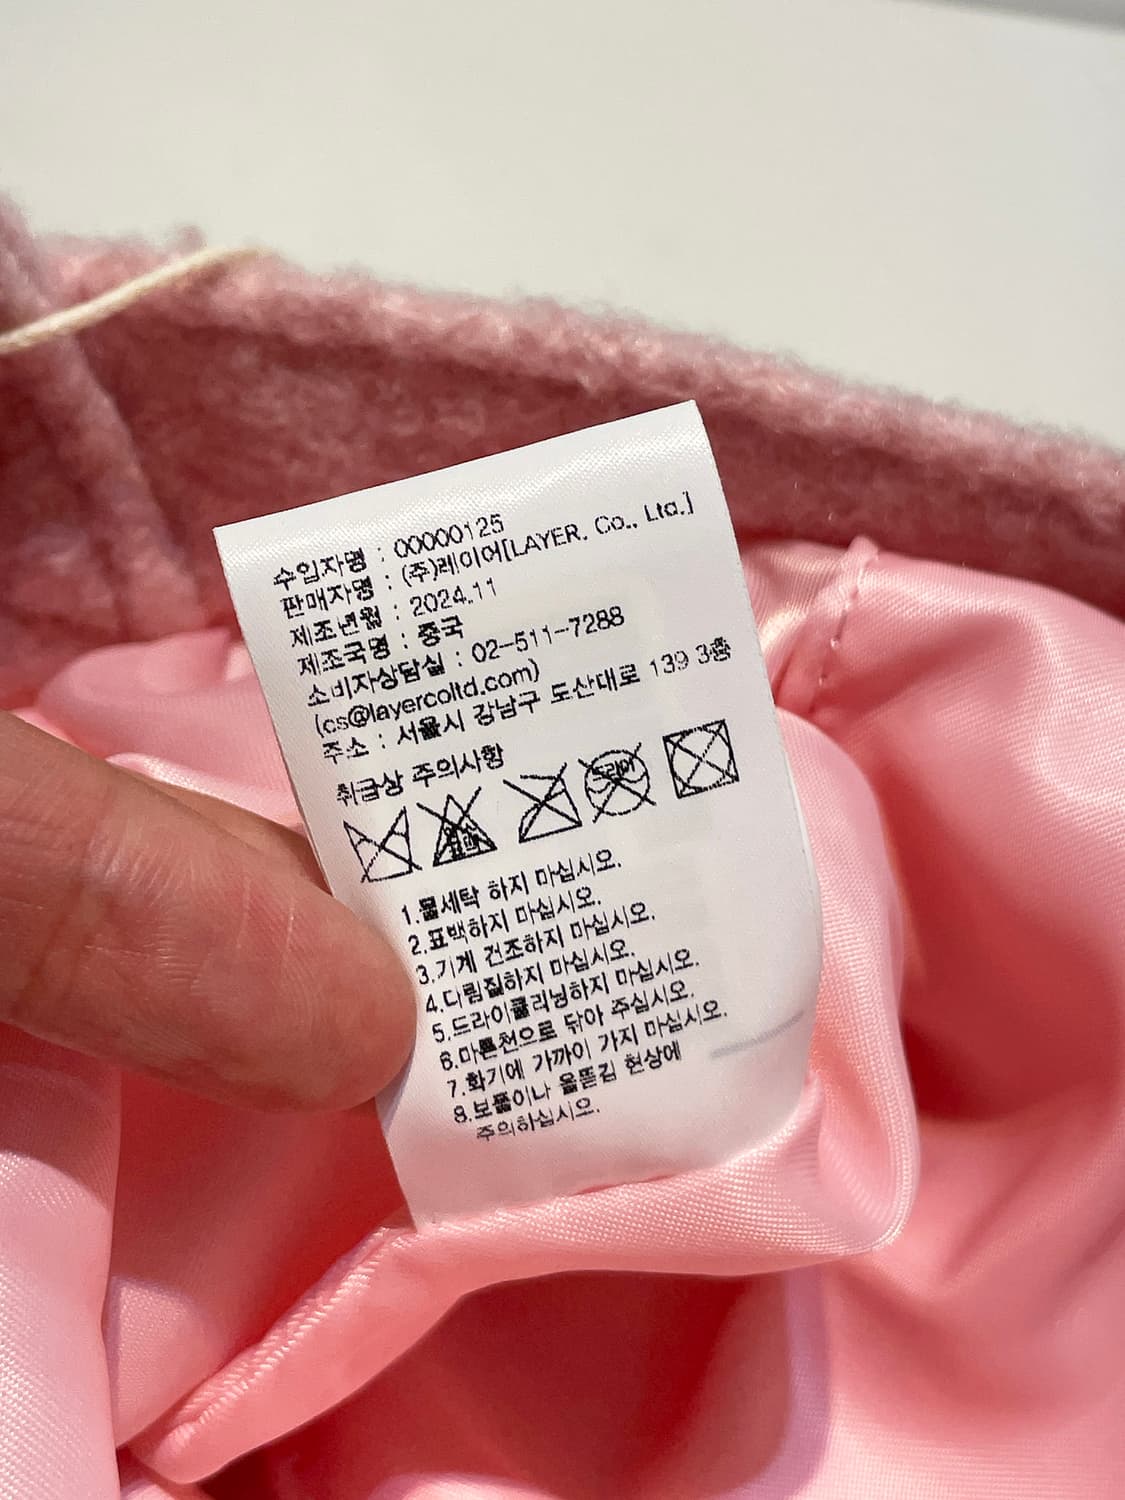 수입자명 : 00000125
판매자명 : (주)레이어[LAYER. Co., Ltd.]
제조년월 : 2024.11
제조국명 : 중국
소비자상담실 : 02-511-7288
(cs@layercoltd.com)
주소 : 서울시 강남구 도산대로 139 3층
취급상 주의사항
표백 드라이
1.물세탁 하지 마십시오.
2.표백하지 마십시오.
3.기계 건조하지 마십시오.
4.다림질하지 마십시오.
5.드라이클리닝하지 마십시오.
6.마른천으로 닦아 주십시오.
7.화기에 가까이 가지 마십시오.
8.보풀이나 올뜯김 현상에
주의하십시오.